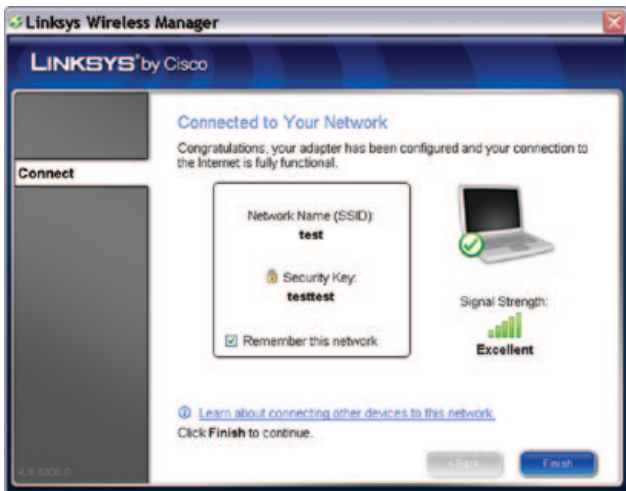 Linksys Wireless Manager
LINKSYS® by Cisco
Connected to Your Network
Congratulations, your adapter has been configured and your connection to
the Internet is fully functional.
Connect
Network Name (SSID):
test
Security Key:
testtest
Remember this network
Signal Strength:
Excellent
Learn about connecting other devices to this network.
Click Finish to continue.
Back
Finish